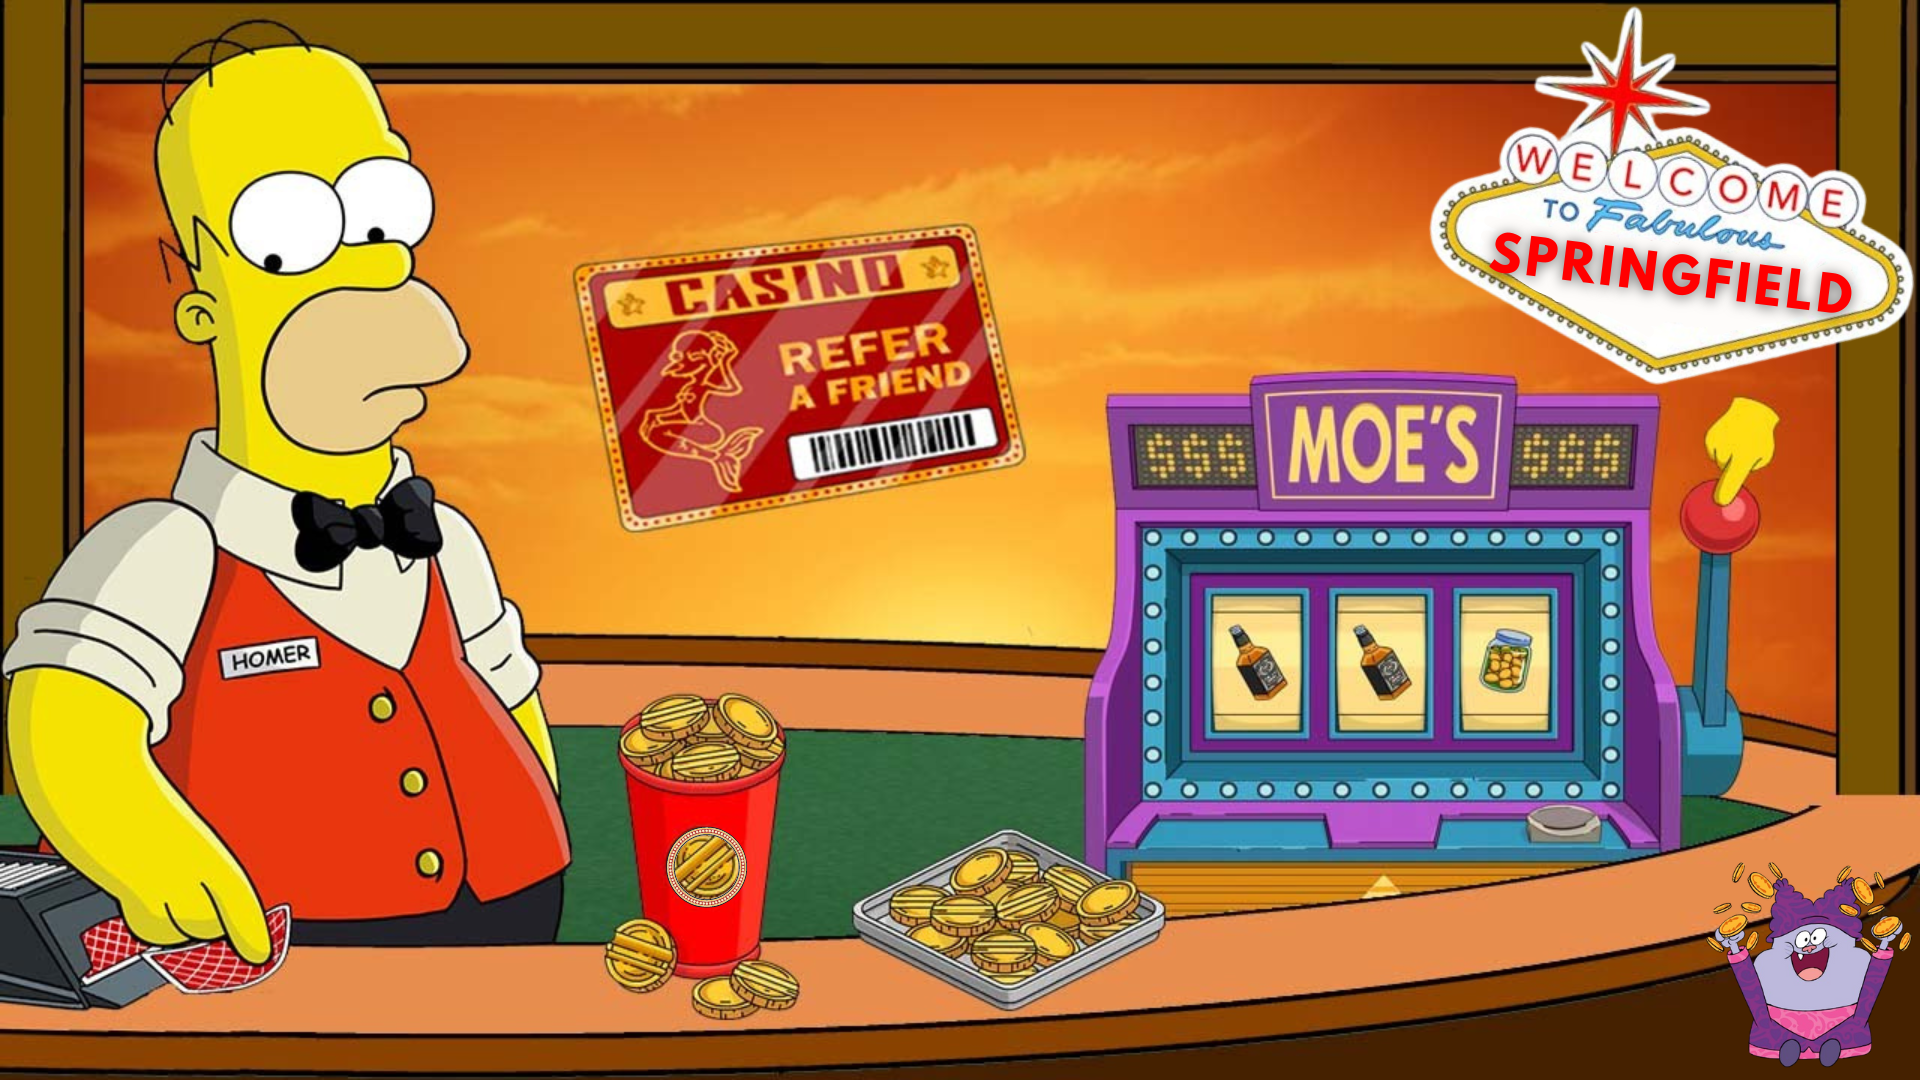 WELCOME
TO Fabulous
SPRINGFIELD
CASINO
REFER
A FRIEND
$$$ MOE'S $$$
HOMER